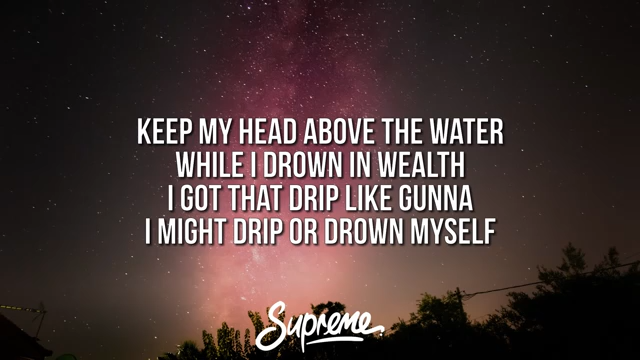 KEEP MY HEAD ABOVE THE WATER
WHILE I DROWN IN WEALTH
I GOT THAT DRIP LIKE GUNNA
I MIGHT DRIP OR DROWN MYSELF
Supreme.